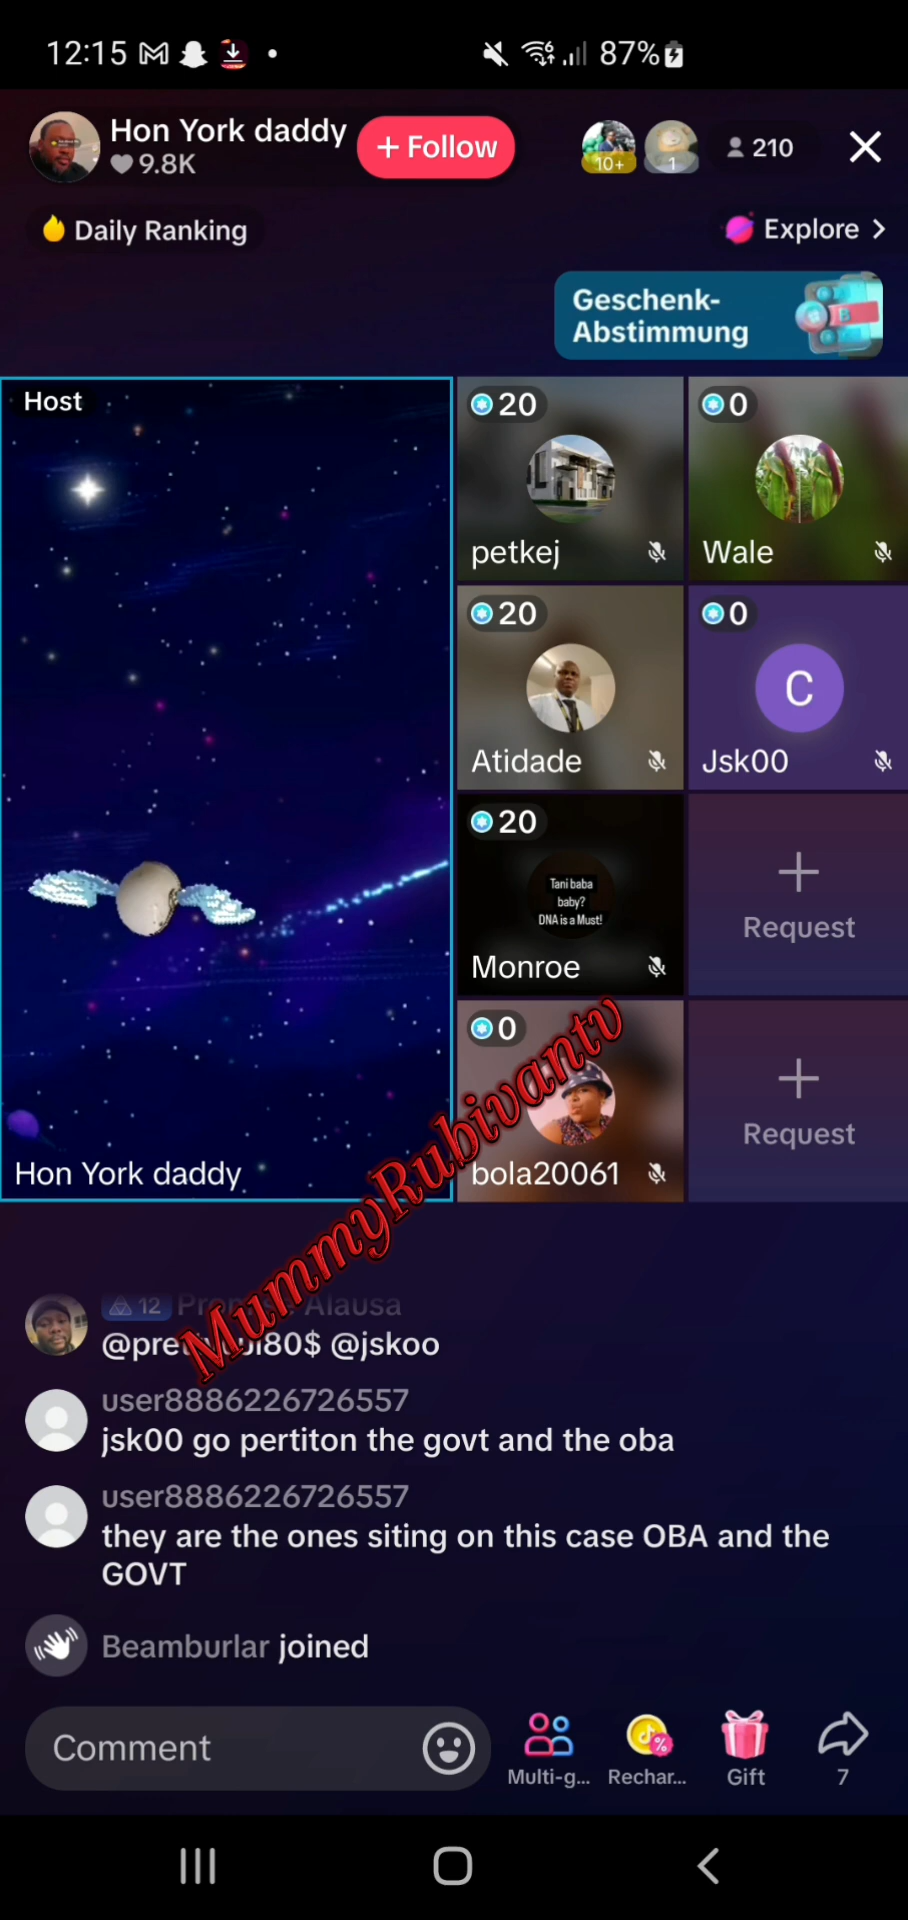 12:15
87%
Hon York daddy
9.8K
+ Follow
10+
1
210
Daily Ranking
Explore >
Geschenk-
Abstimmung
Host
20
0
petkej
Wale
20
0
C
Atidade
Jsk00
20
Tani baba
baby?
DNA is a Must!
Monroe
Request
0
Request
Hon York daddy
bola20061
MummyRubivantv
12
Alausa
@jskoo
user8886226726557
jsk00 go pertiton the govt and the oba
user8886226726557
they are the ones siting on this case OBA and the
GOVT
Beamburlar joined
Comment
Multi-g...
Rechar...
Gift
7